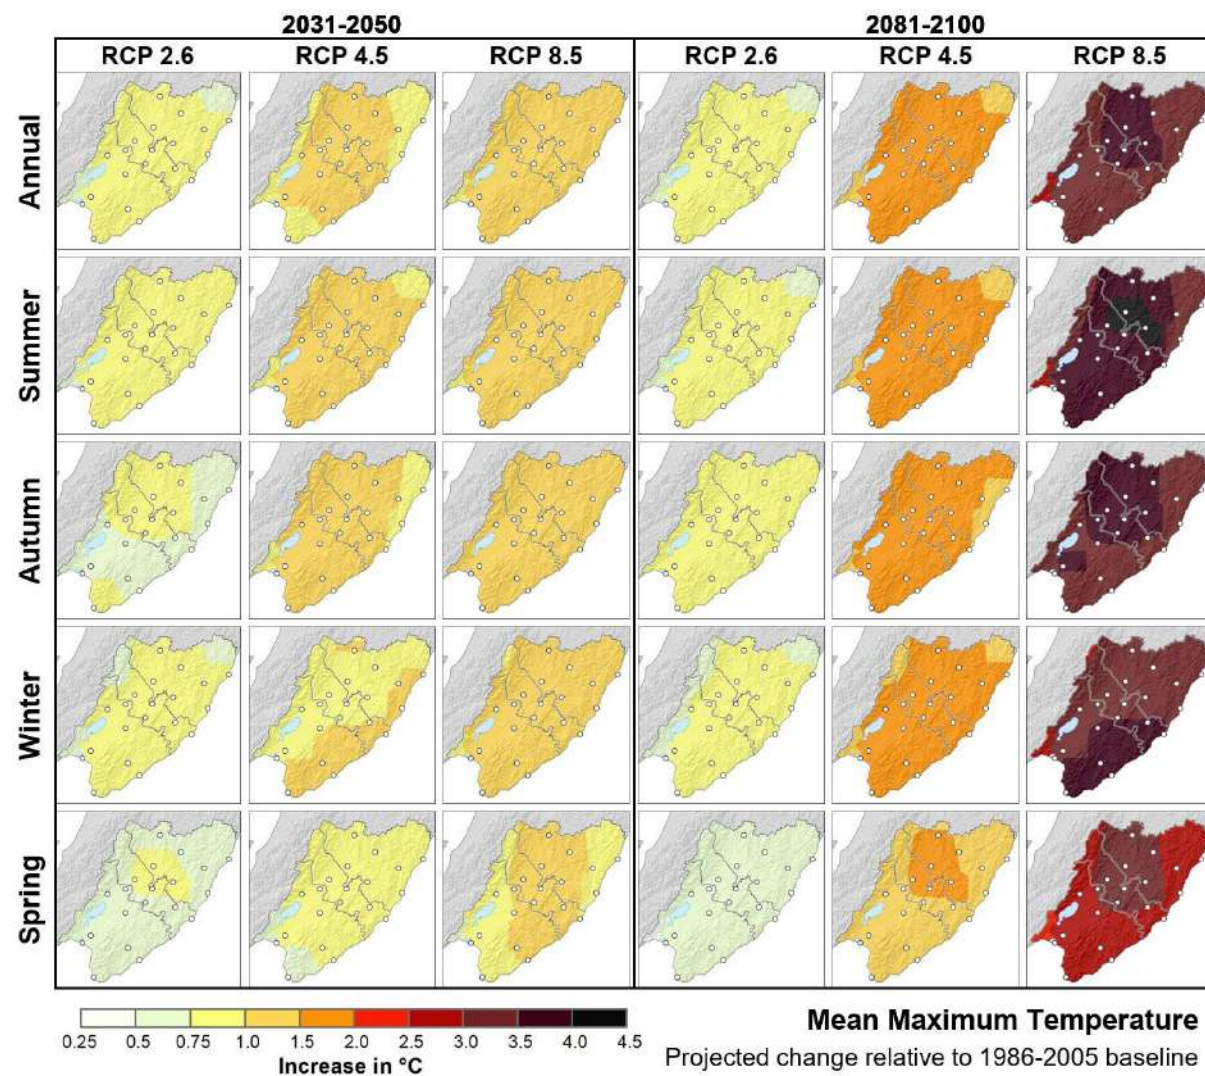 2031-2050 2081-2100
RCP 2.6 RCP 4.5 RCP 8.5 RCP 2.6 RCP 4.5 RCP 8.5
Annual
Summer
Autumn
Winter
Spring
0.25 0.5 0.75 1.0 1.5 2.0 2.5 3.0 3.5 4.0 4.5
Increase in °C
Mean Maximum Temperature
Projected change relative to 1986-2005 baseline